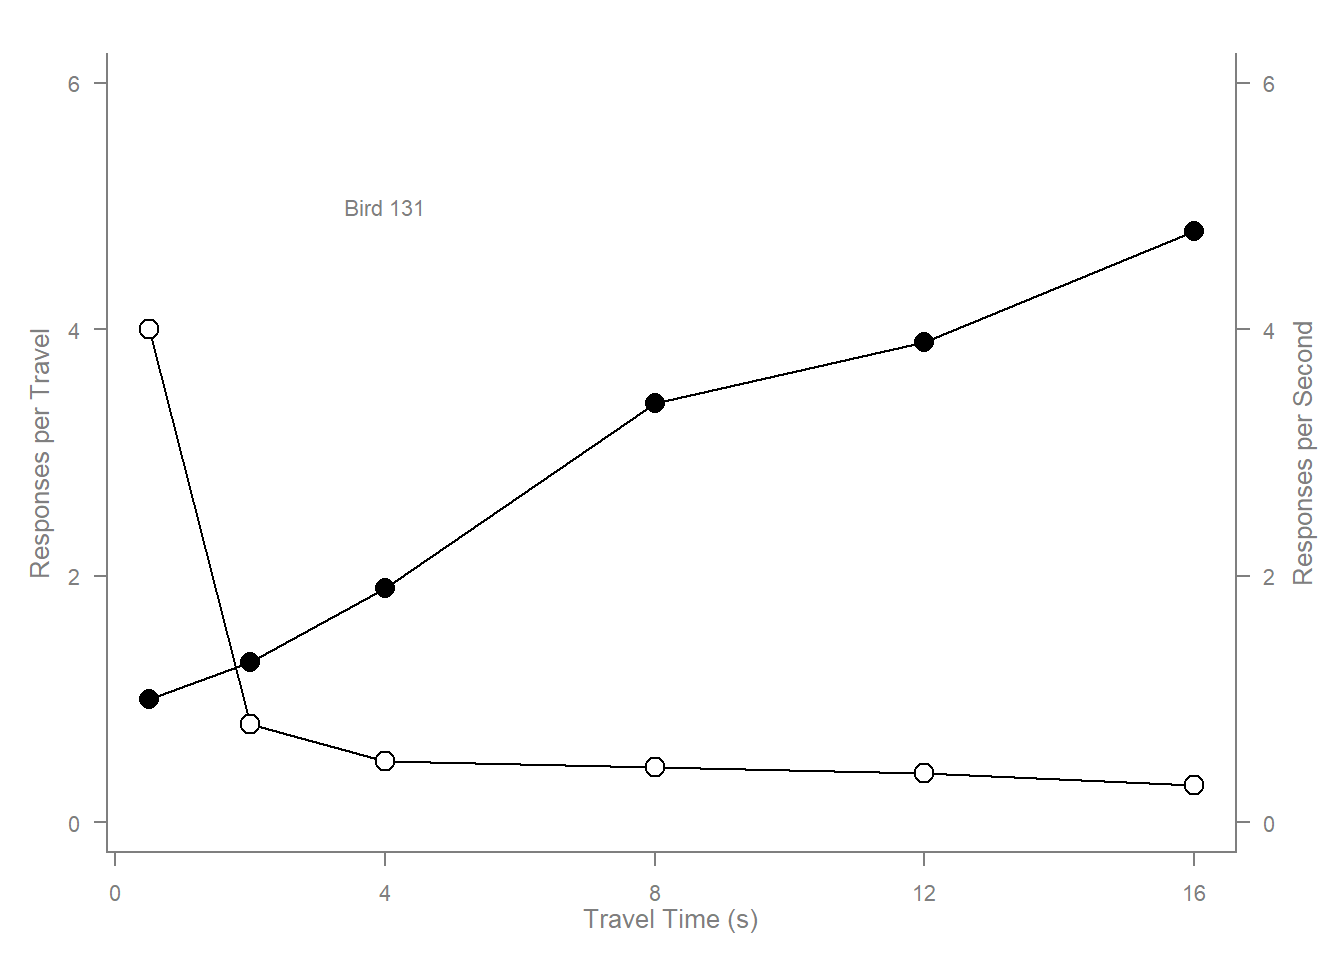 6
4
2
0
Responses per Travel
Bird 131
6
4
2
0
Responses per Second
0 4 8 12 16
Travel Time (s)